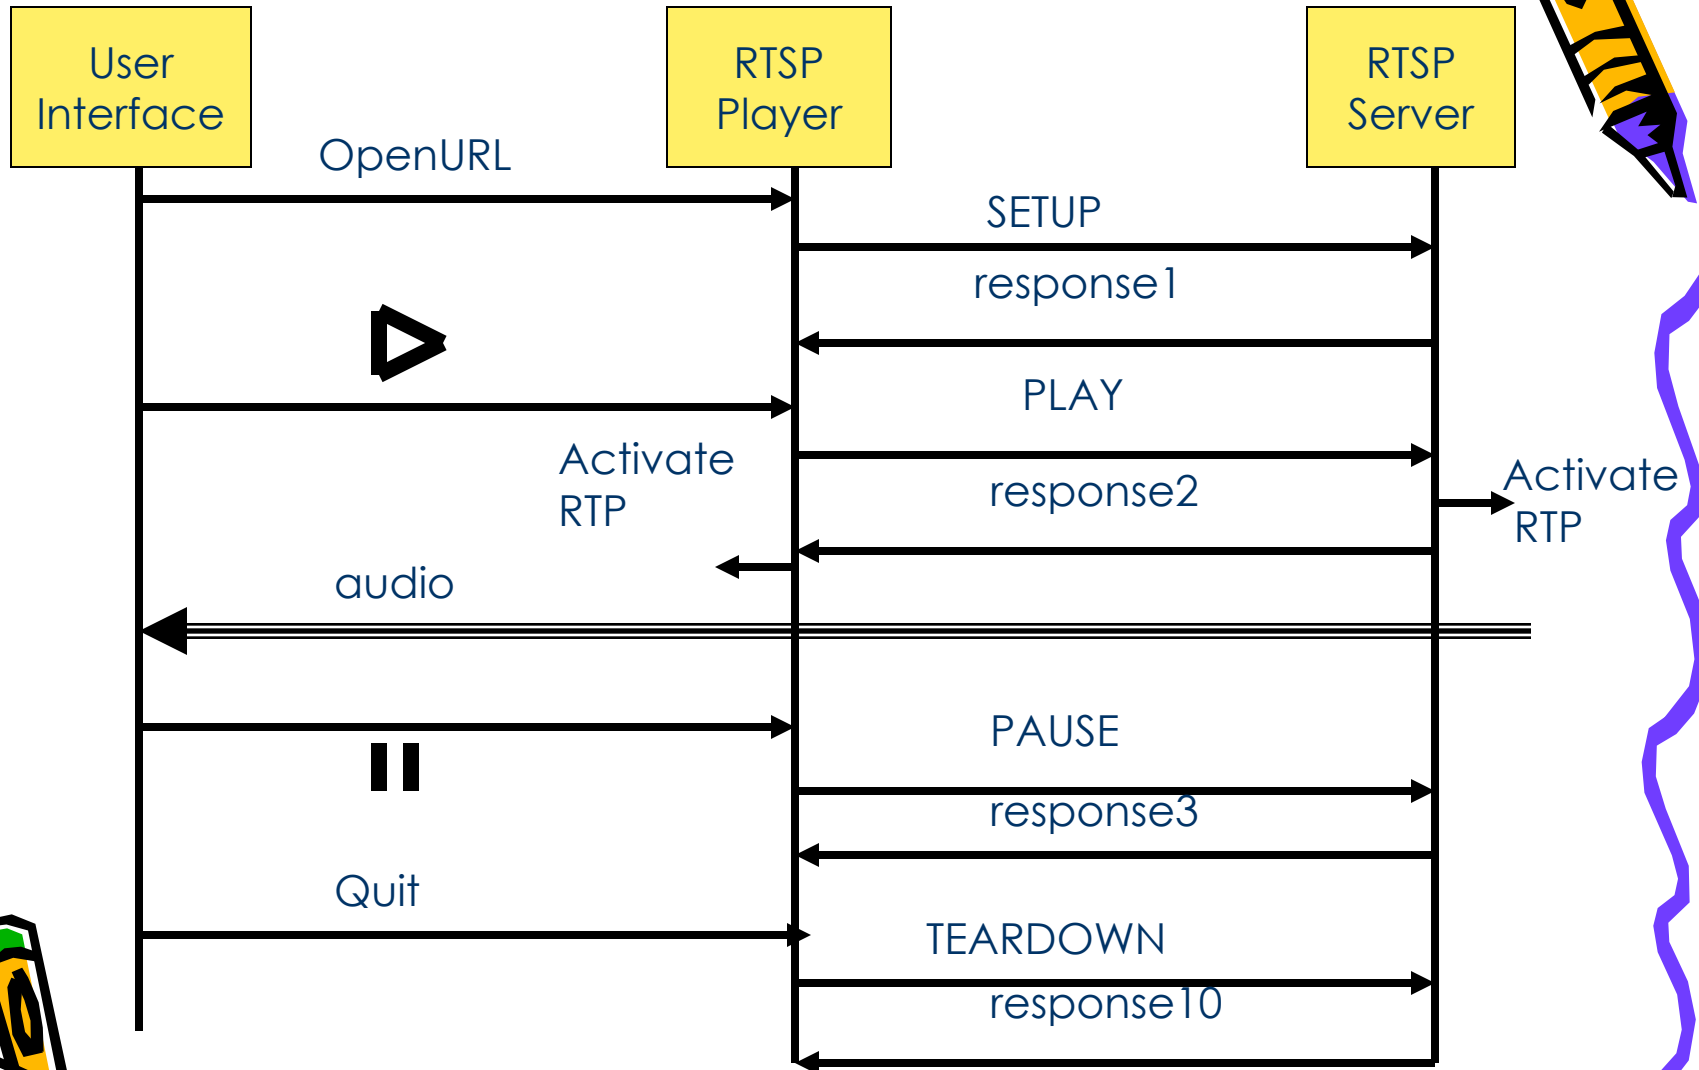 User
Interface
RTSP
Player
RTSP
Server
OpenURL
SETUP
response1
PLAY
Activate
RTP
response2
Activate
RTP
audio
PAUSE
response3
Quit
TEARDOWN
response10